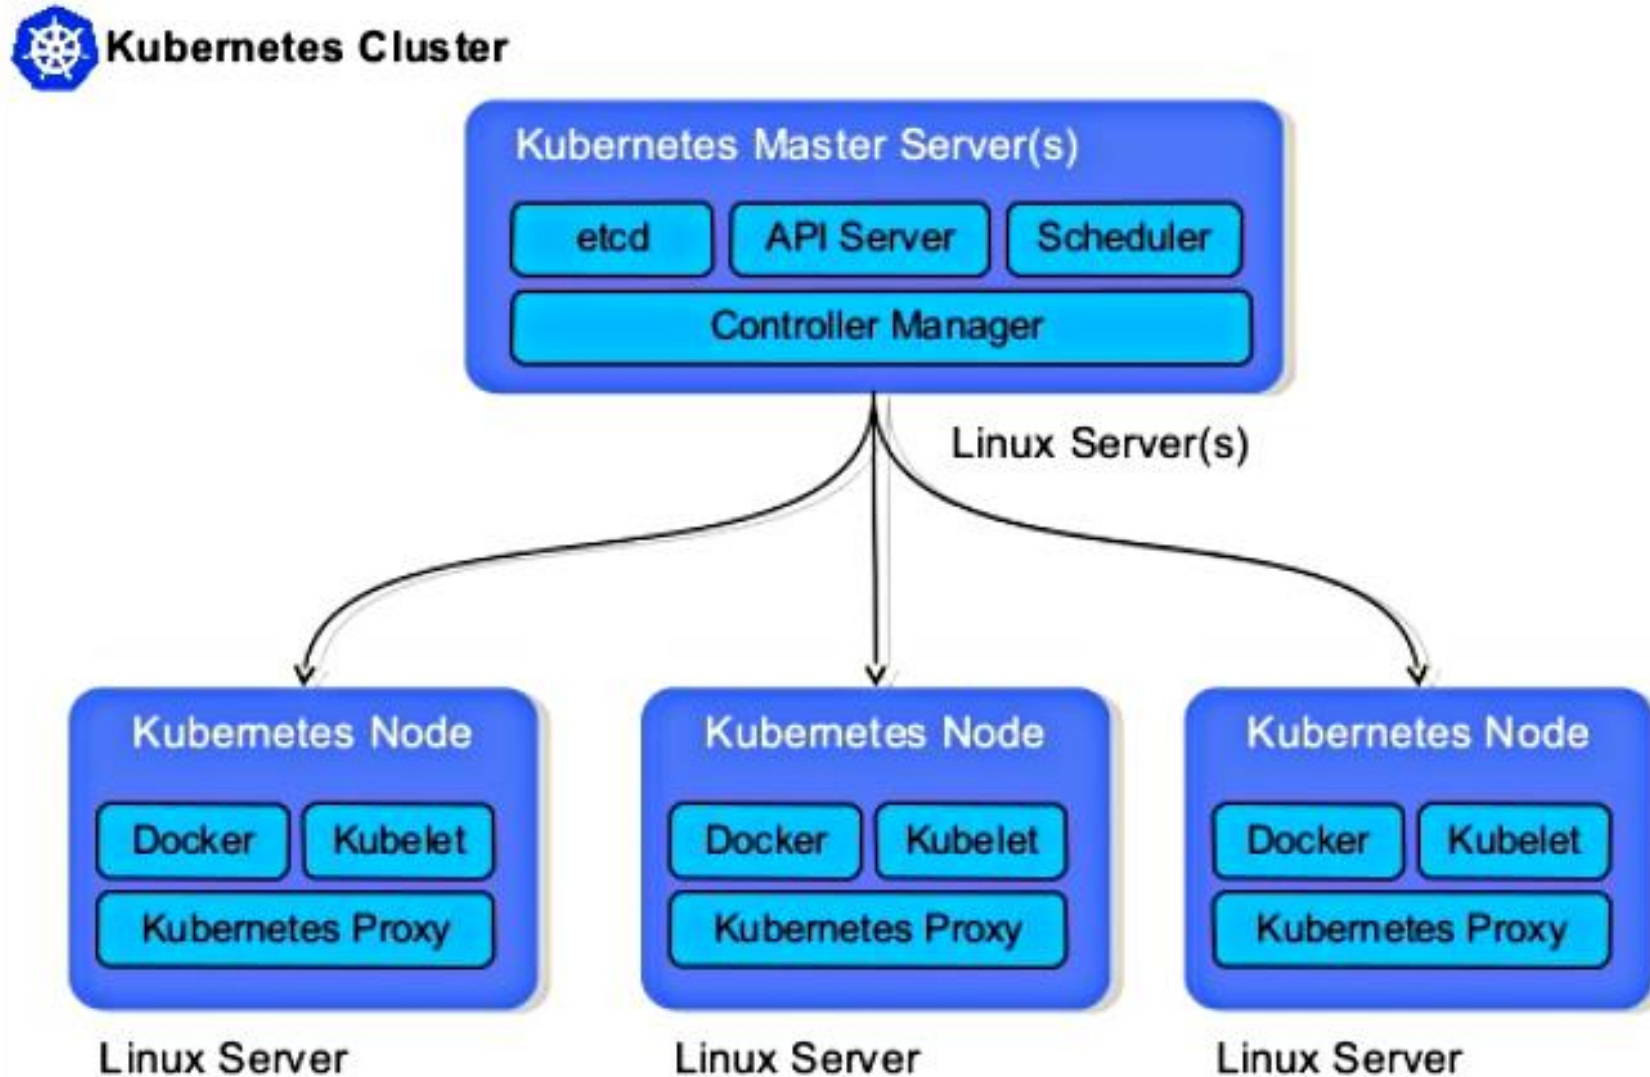 Kubernetes Cluster
Kubernetes Master Server(s)
etcd
API Server
Scheduler
Controller Manager
Linux Server(s)
Kubernetes Node
Docker
Kubelet
Kubernetes Proxy
Linux Server
Kubernetes Node
Docker
Kubelet
Kubernetes Proxy
Linux Server
Kubernetes Node
Docker
Kubelet
Kubernetes Proxy
Linux Server